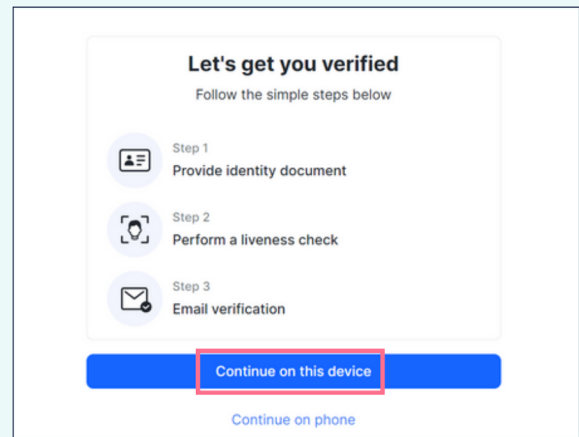 Let's get you verified
Follow the simple steps below
Step 1
Provide identity document
Step 2
Perform a liveness check
Step 3
Email verification
Continue on this device
Continue on phone